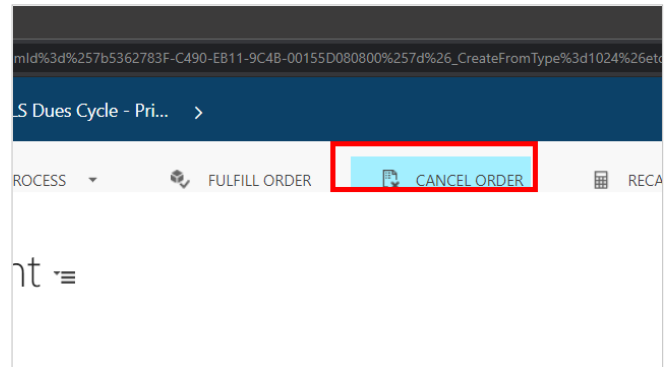 mId%3d%257b5362783F-C490-EB11-9C4B-00155D080800%257d%26_CreateFromType%3d1024%26etc
LS Dues Cycle - Pri... >
ROCESS FULFILL ORDER CANCEL ORDER RECA
nt